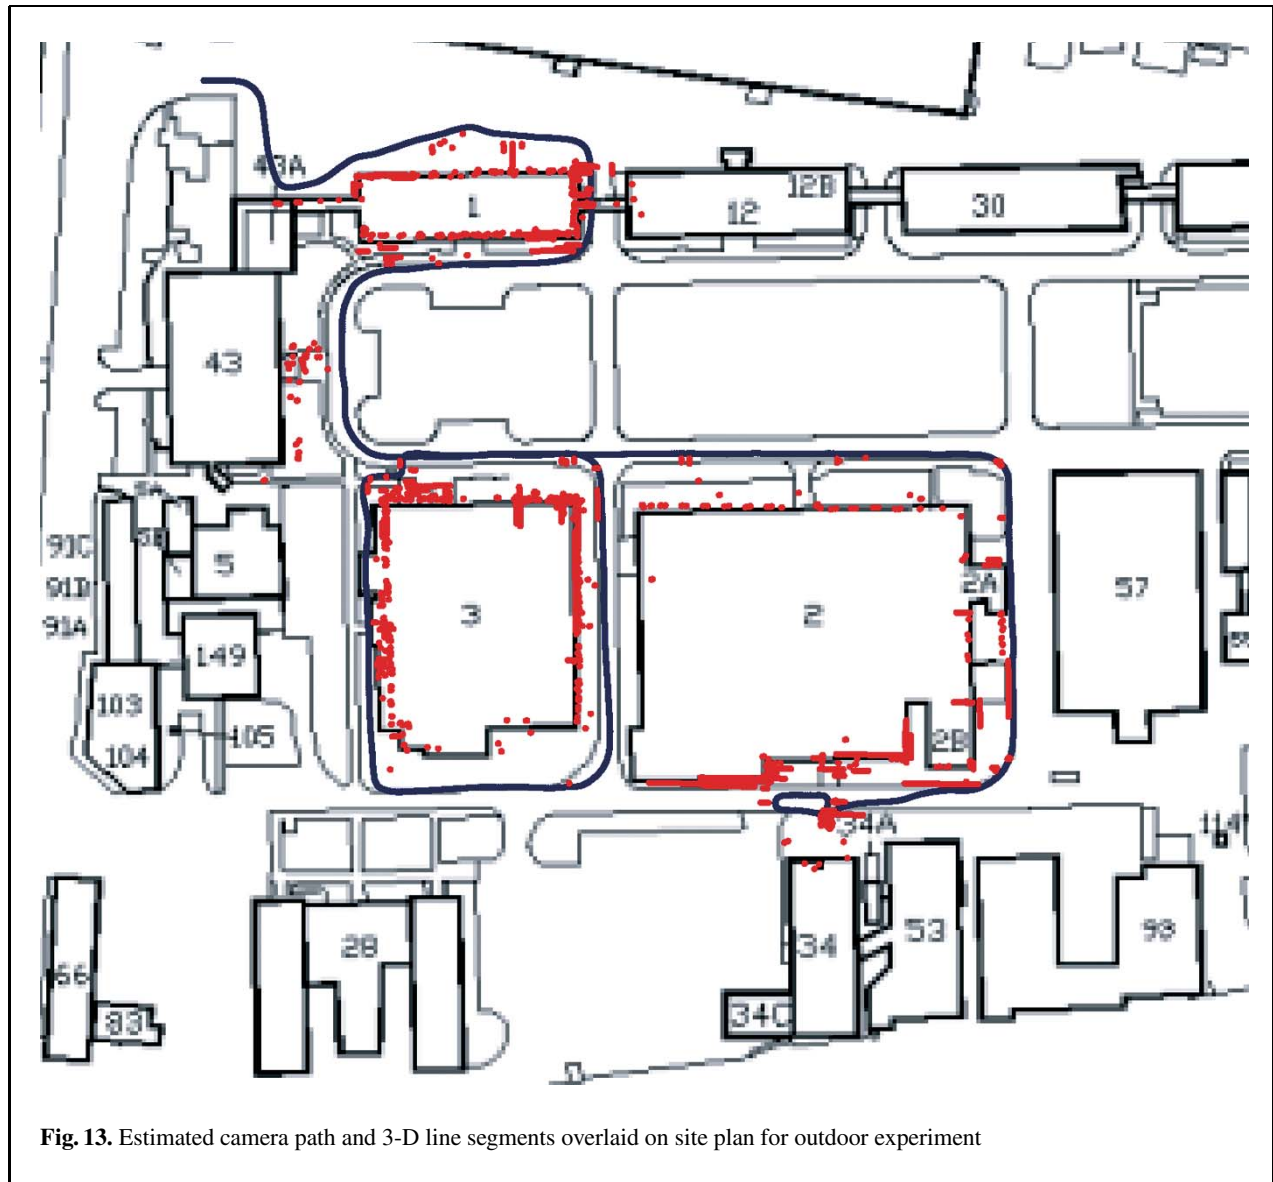 43A
1
12
12B
30
43
5A
5B
5
91C
91D
91A
3
2
2A
57
149
103
104
105
2B
34A
114
66
83
28
34
53
34C
Fig. 13. Estimated camera path and 3-D line segments overlaid on site plan for outdoor experiment